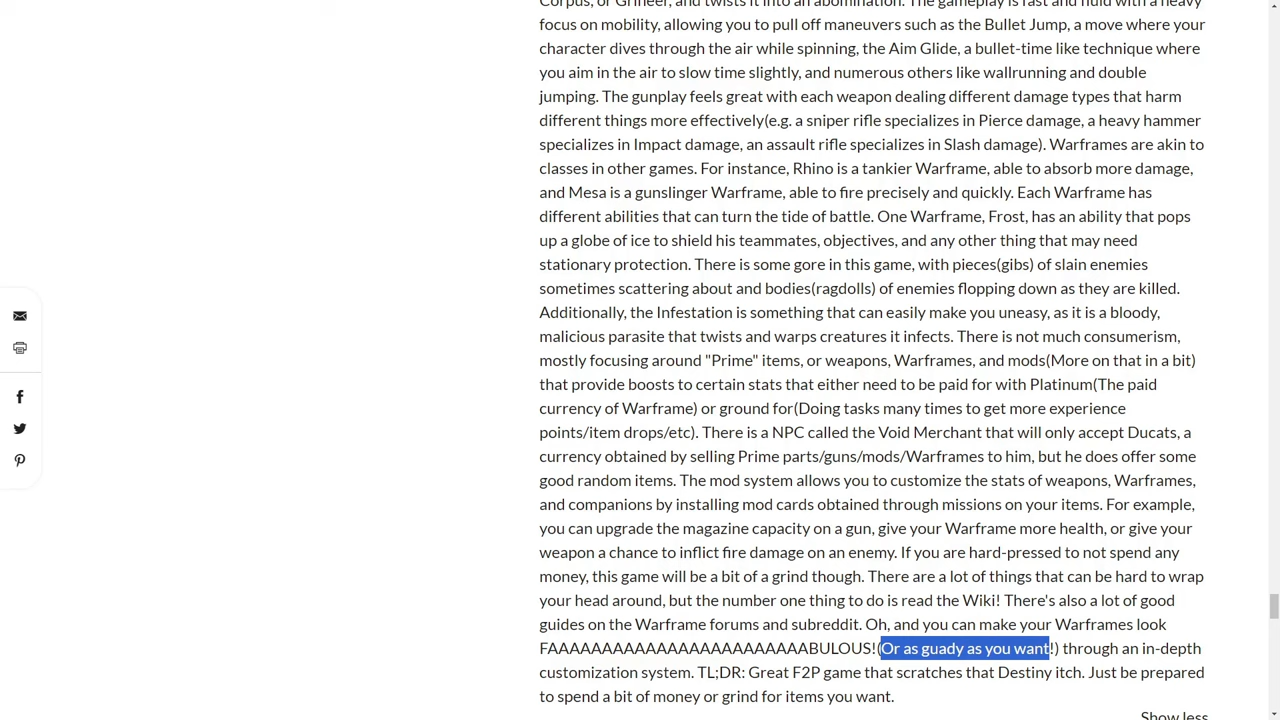 Corpus, or Grineer, and twists it into an abomination. The gameplay is fast and fluid with a heavy
focus on mobility, allowing you to pull off maneuvers such as the Bullet Jump, a move where your
character dives through the air while spinning, the Aim Glide, a bullet-time like technique where
you aim in the air to slow time slightly, and numerous others like wallrunning and double
jumping. The gunplay feels great with each weapon dealing different damage types that harm
different things more effectively(e.g. a sniper rifle specializes in Pierce damage, a heavy hammer
specializes in Impact damage, an assault rifle specializes in Slash damage). Warframes are akin to
classes in other games. For instance, Rhino is a tankier Warframe, able to absorb more damage,
and Mesa is a gunslinger Warframe, able to fire precisely and quickly. Each Warframe has
different abilities that can turn the tide of battle. One Warframe, Frost, has an ability that pops
up a globe of ice to shield his teammates, objectives, and any other thing that may need
stationary protection. There is some gore in this game, with pieces(gibs) of slain enemies
sometimes scattering about and bodies(ragdolls) of enemies flopping down as they are killed.
Additionally, the Infestation is something that can easily make you uneasy, as it is a bloody,
malicious parasite that twists and warps creatures it infects. There is not much consumerism,
mostly focusing around "Prime" items, or weapons, Warframes, and mods(More on that in a bit)
that provide boosts to certain stats that either need to be paid for with Platinum(The paid
currency of Warframe) or ground for(Doing tasks many times to get more experience
points/item drops/etc). There is a NPC called the Void Merchant that will only accept Ducats, a
currency obtained by selling Prime parts/guns/mods/Warframes to him, but he does offer some
good random items. The mod system allows you to customize the stats of weapons, Warframes,
and companions by installing mod cards obtained through missions on your items. For example,
you can upgrade the magazine capacity on a gun, give your Warframe more health, or give your
weapon a chance to inflict fire damage on an enemy. If you are hard-pressed to not spend any
money, this game will be a bit of a grind though. There are a lot of things that can be hard to wrap
your head around, but the number one thing to do is read the Wiki! There's also a lot of good
guides on the Warframe forums and subreddit. Oh, and you can make your Warframes look
FAAAAAAAAAAAAAAAAAAAAAAAABULOUS!(Or as guady as you want!) through an in-depth
customization system. TL;DR: Great F2P game that scratches that Destiny itch. Just be prepared
to spend a bit of money or grind for items you want.
Show less